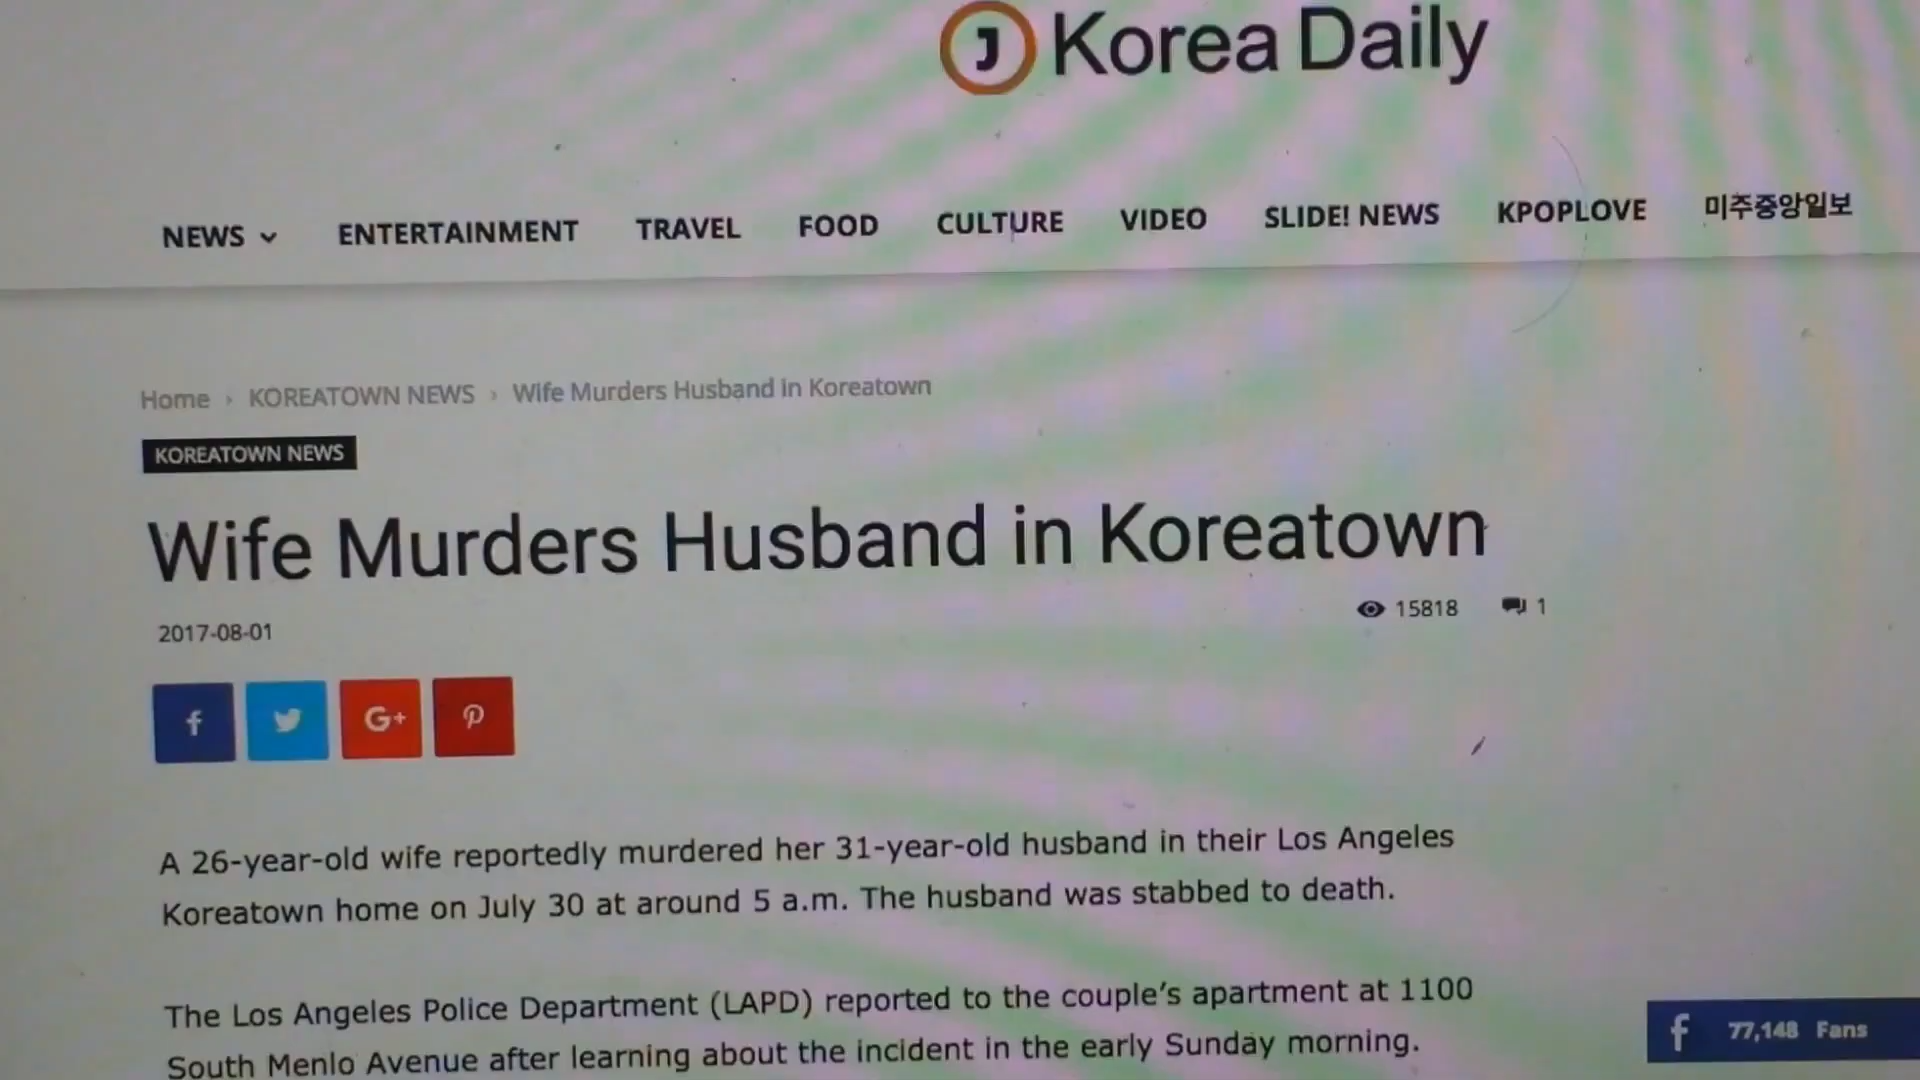 J Korea Daily
NEWS ENTERTAINMENT TRAVEL FOOD CULTURE VIDEO SLIDE! NEWS KPOPLOVE 미주중앙일보
Home › KOREATOWN NEWS › Wife Murders Husband in Koreatown
KOREATOWN NEWS
Wife Murders Husband in Koreatown
15818 1
2017-08-01
f G+
A 26-year-old wife reportedly murdered her 31-year-old husband in their Los Angeles
Koreatown home on July 30 at around 5 a.m. The husband was stabbed to death.
The Los Angeles Police Department (LAPD) reported to the couple's apartment at 1100
South Menlo Avenue after learning about the incident in the early Sunday morning.
f 77,148 Fans